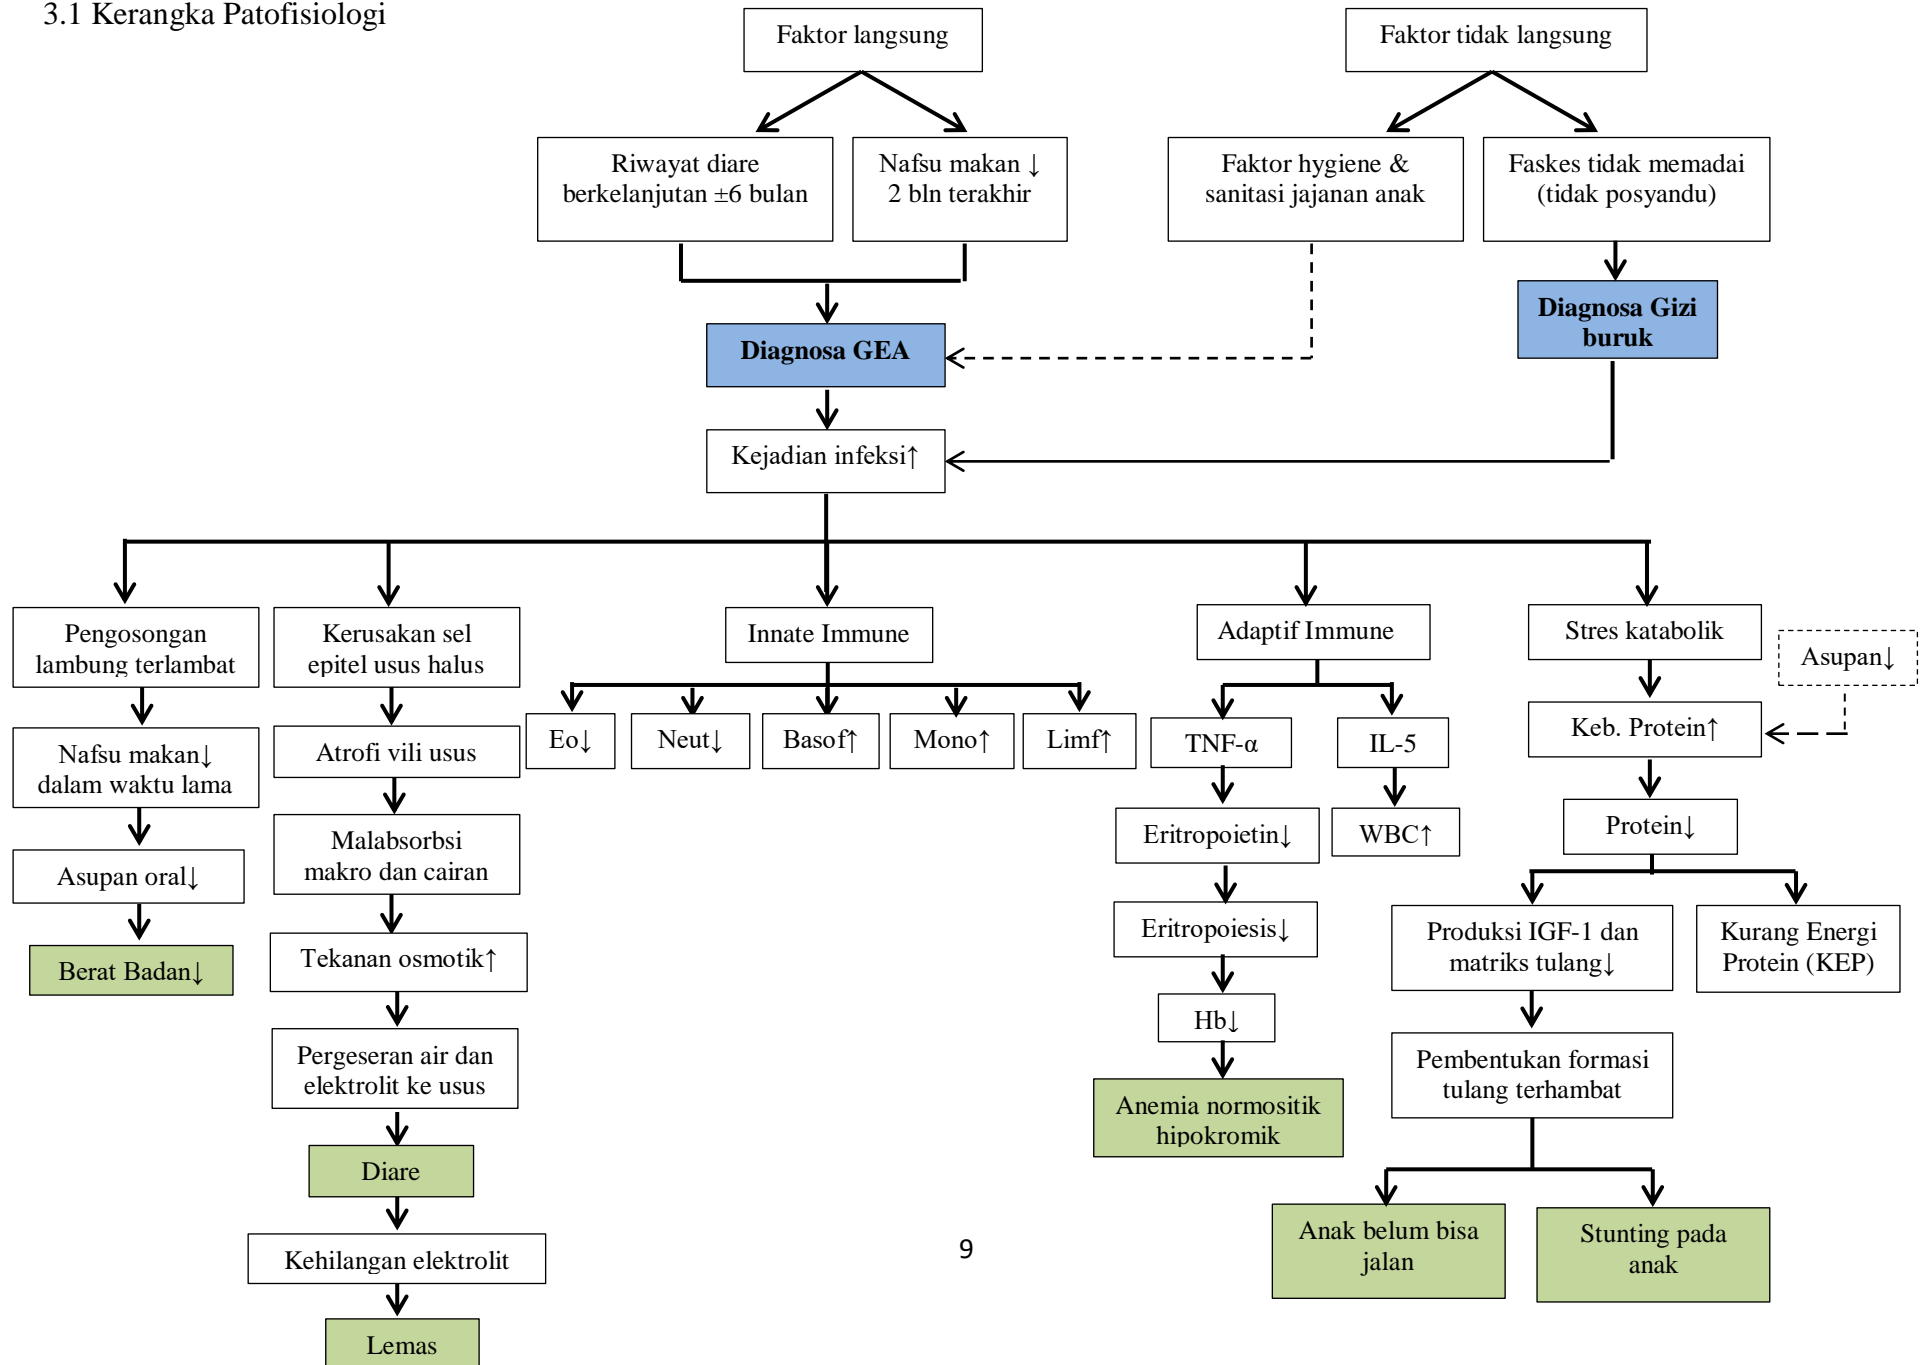 3.1 Kerangka Patofisiologi
Faktor langsung
Faktor tidak langsung
Riwayat diare
berkelanjutan ±6 bulan
Nafsu makan ↓
2 bln terakhir
Faktor hygiene &
sanitasi jajanan anak
Faskes tidak memadai
(tidak posyandu)
Diagnosa GEA
Diagnosa Gizi
buruk
Kejadian infeksi↑
Pengosongan
lambung terlambat
Kerusakan sel
epitel usus halus
Innate Immune
Adaptif Immune
Stres katabolik
Asupan↓
Nafsu makan↓
dalam waktu lama
Atrofi vili usus
Eo↓
Neut↓
Basof↑
Mono↑
Limf↑
TNF-α
IL-5
Keb. Protein↑
Asupan oral↓
Malabsorbsi
makro dan cairan
Eritropoietin↓
WBC↑
Protein↓
Berat Badan↓
Tekanan osmotik↑
Eritropoiesis↓
Produksi IGF-1 dan
matriks tulang↓
Kurang Energi
Protein (KEP)
Hb↓
Pergeseran air dan
elektrolit ke usus
Anemia normositik
hipokromik
Pembentukan formasi
tulang terhambat
Diare
Kehilangan elektrolit
Anak belum bisa
jalan
Stunting pada
anak
Lemas
9